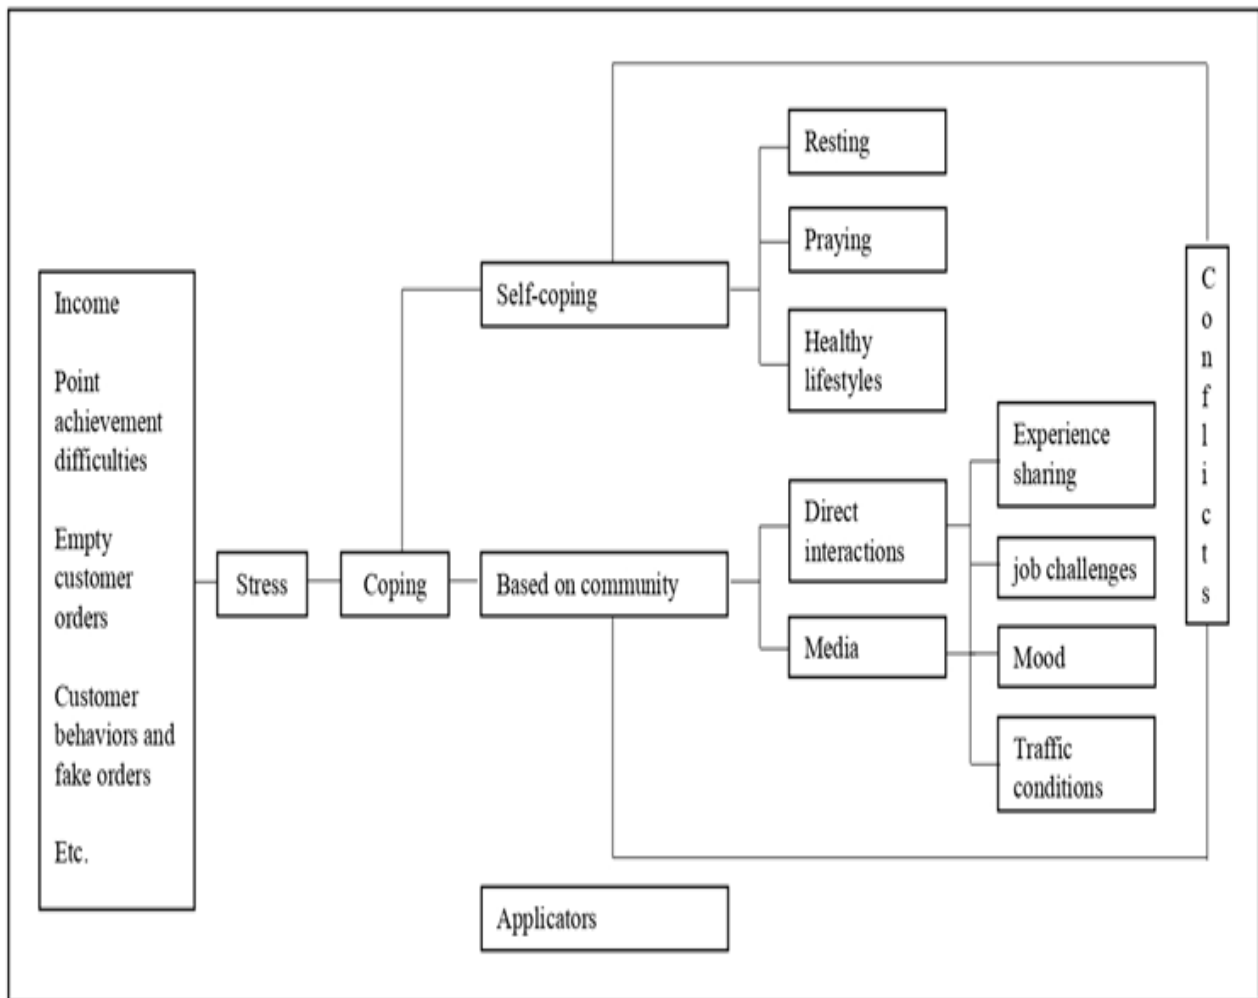 Income
Point
achievement
difficulties
Empty
customer
orders
Customer
behaviors and
fake orders
Etc.
Stress
Coping
Self-coping
Based on community
Applicators
Resting
Praying
Healthy
lifestyles
Direct
interactions
Media
Experience
sharing
job challenges
Mood
Traffic
conditions
C
o
n
f
l
i
c
t
s